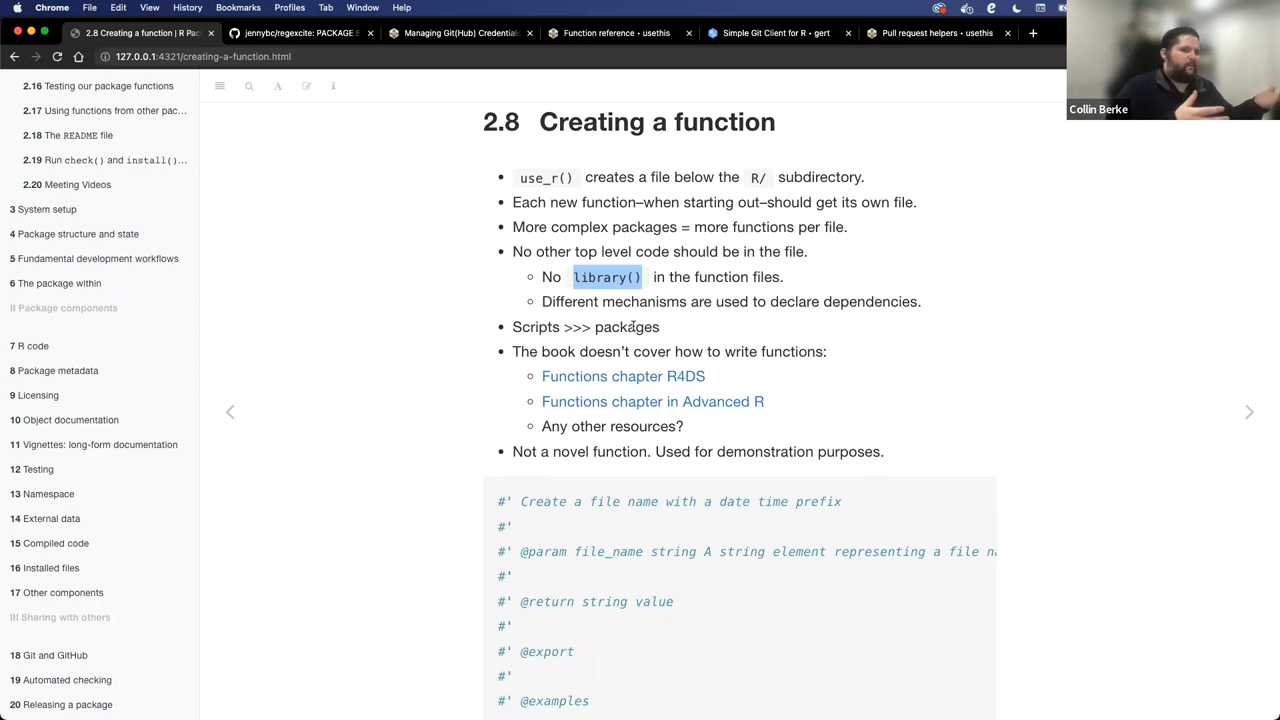 Chrome File Edit View History Bookmarks Profiles Tab Window Help
2.8 Creating a function | R Pac
jennybc/regexcite: PACKAGE E
Managing Git(Hub) Credentials
Function reference • usethis
Simple Git Client for R • gert
Pull request helpers • usethis
127.0.0.1:4321/creating-a-function.html
Collin Berke
2.16 Testing our package functions
2.17 Using functions from other pac...
2.18 The README file
2.19 Run check() and install()...
2.20 Meeting Videos
3 System setup
4 Package structure and state
5 Fundamental development workflows
6 The package within
II Package components
7 R code
8 Package metadata
9 Licensing
10 Object documentation
11 Vignettes: long-form documentation
12 Testing
13 Namespace
14 External data
15 Compiled code
16 Installed files
17 Other components
III Sharing with others
18 Git and GitHub
19 Automated checking
20 Releasing a package
2.8 Creating a function
• use_r() creates a file below the R/ subdirectory.
• Each new function–when starting out–should get its own file.
• More complex packages = more functions per file.
• No other top level code should be in the file.
No library() in the function files.
Different mechanisms are used to declare dependencies.
• Scripts >>> packages
• The book doesn't cover how to write functions:
Functions chapter R4DS
Functions chapter in Advanced R
Any other resources?
• Not a novel function. Used for demonstration purposes.
#' Create a file name with a date time prefix
#'
#' @param file_name string A string element representing a file na
#'
#' @return string value
#'
#' @export
#'
#' @examples